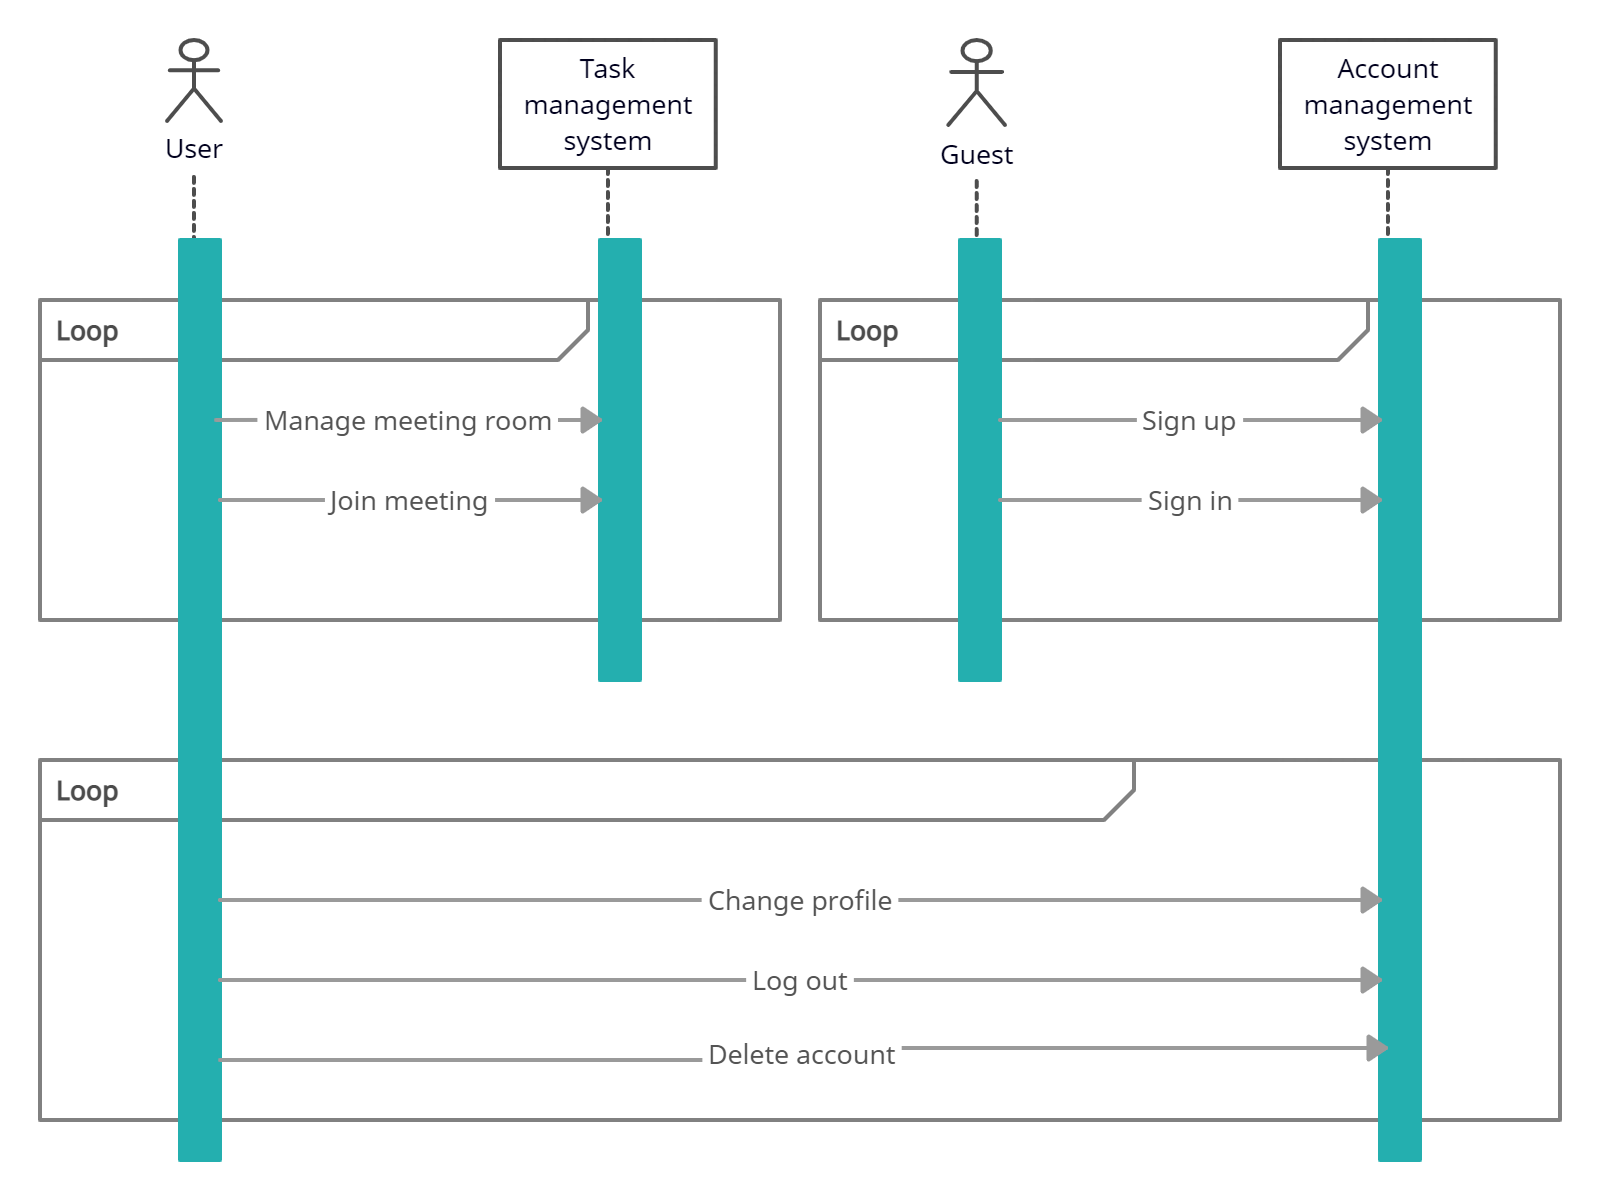 User
Task
management
system
Guest
Account
management
system
Loop
Loop
Manage meeting room
Sign up
Join meeting
Sign in
Loop
Change profile
Log out
Delete account